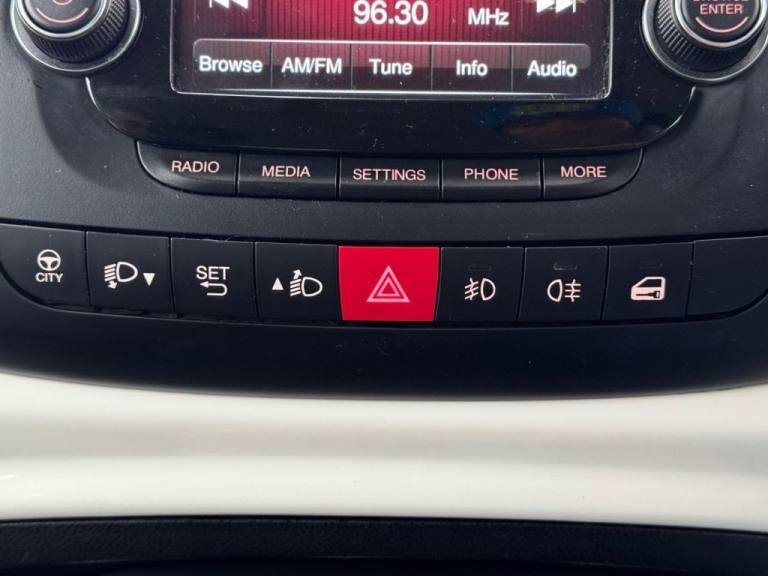 96.30 MHz
Browse AM/FM Tune Info Audio
ENTER
RADIO MEDIA SETTINGS PHONE MORE
CITY SET